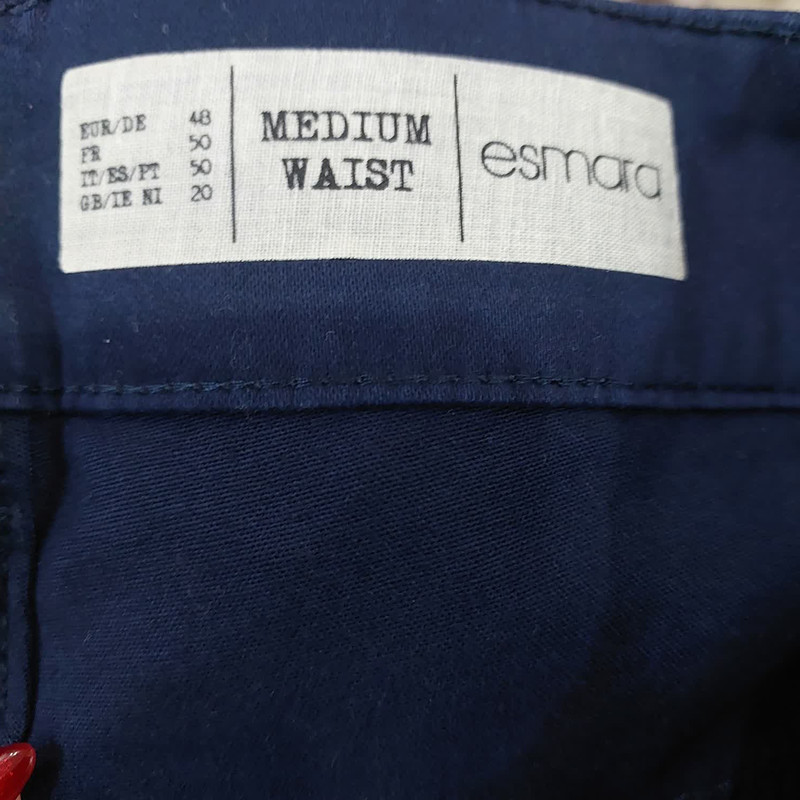 EUR/DE 48
FR 50
IT/ES/PT 50
GB/IE NI 20
MEDIUM
WAIST
esmara